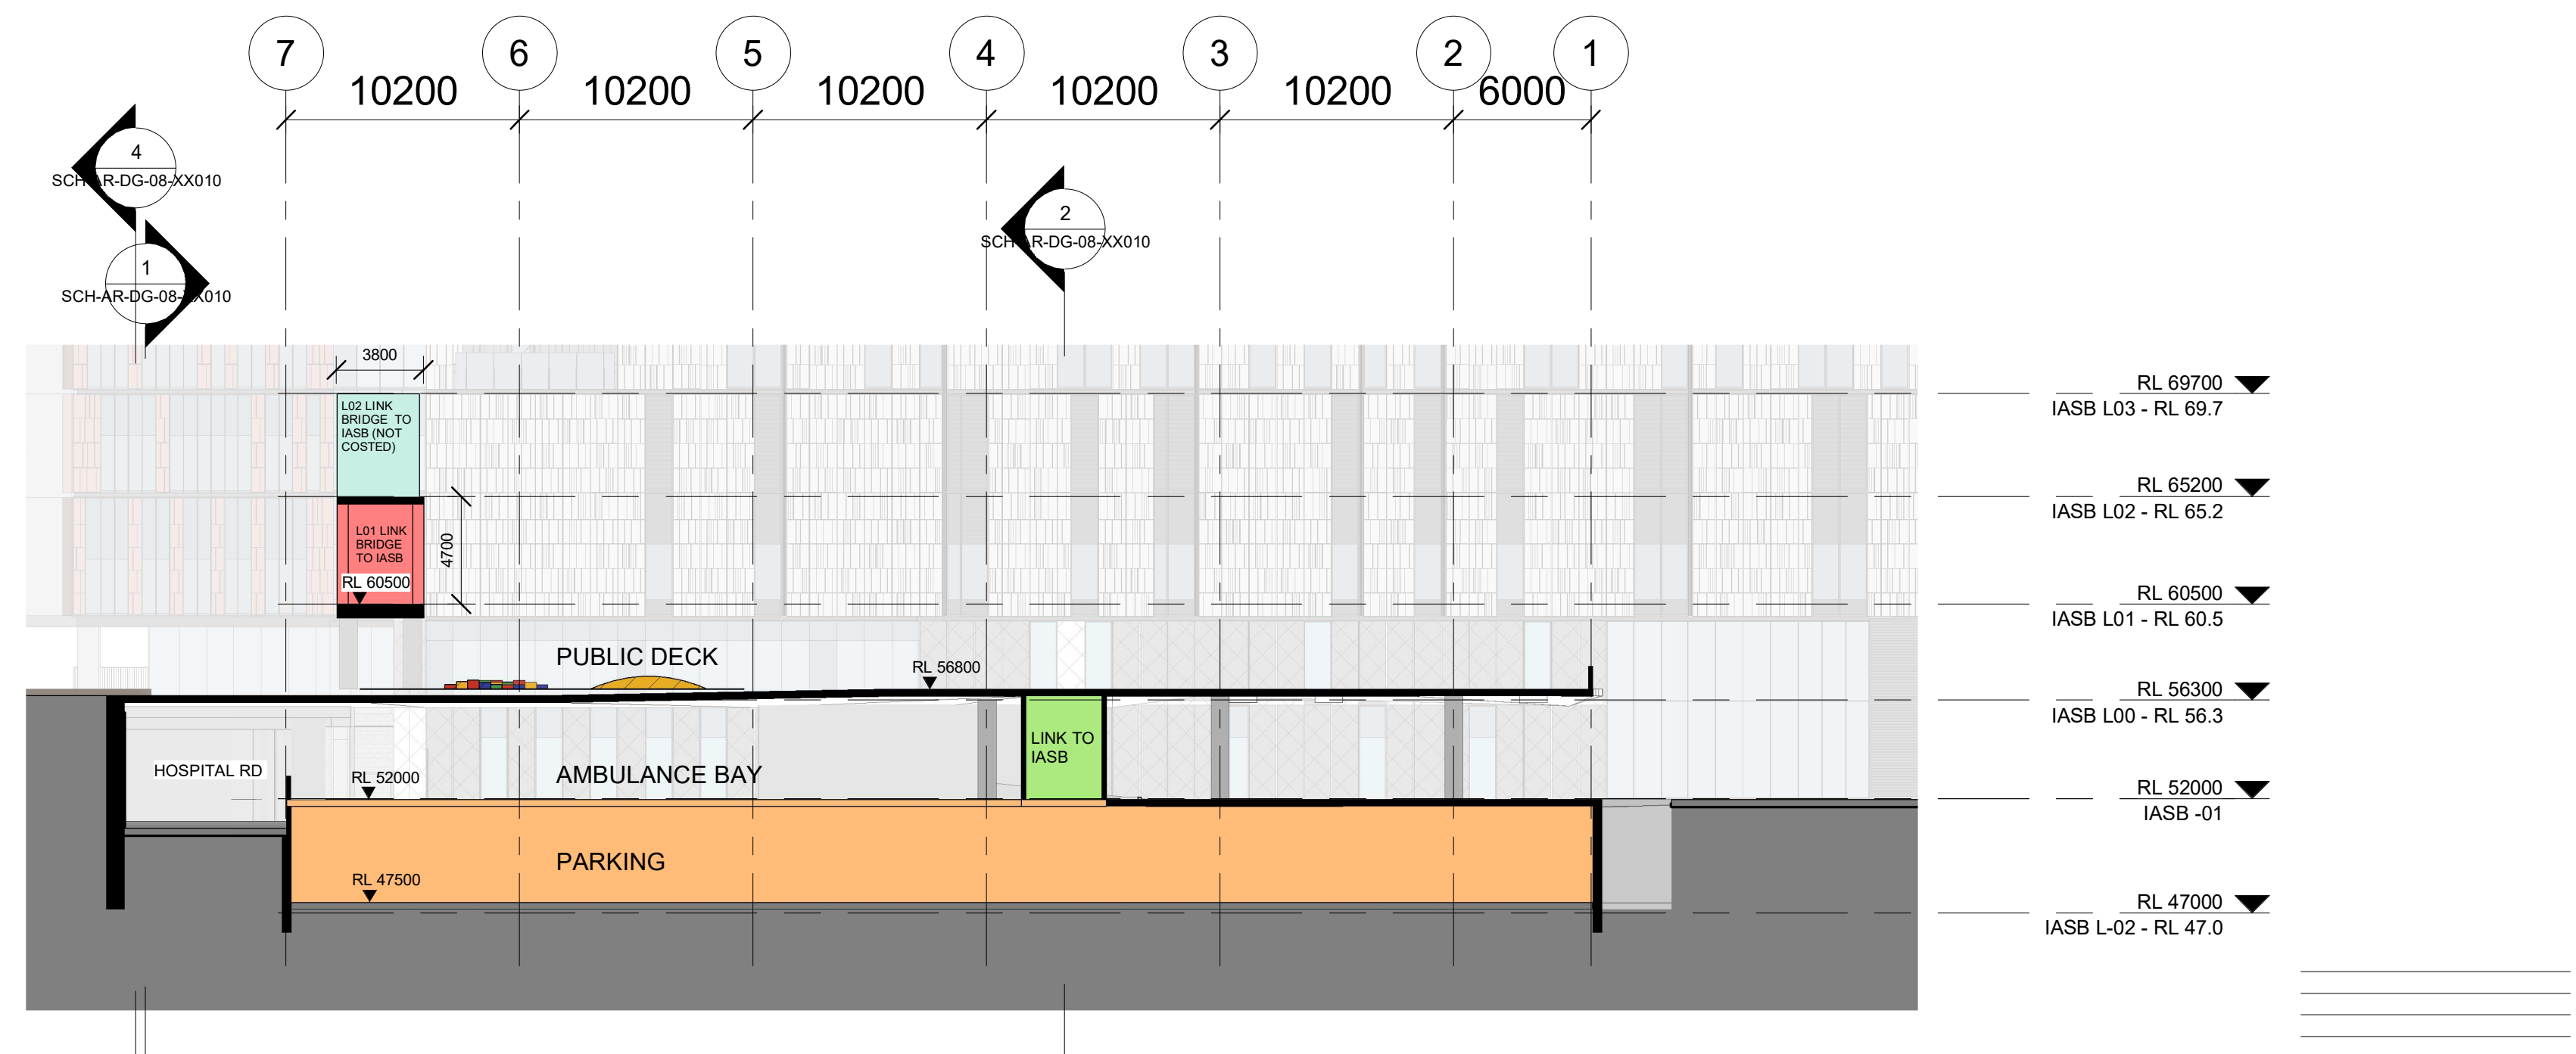 7
6
5
4
3
2
1
10200
10200
10200
10200
10200
6000
4
SCH-AR-DG-08-XX010
1
SCH-AR-DG-08-XX010
2
SCH-AR-DG-08-XX010
3800
L02 LINK
BRIDGE TO
IASB (NOT
COSTED)
L01 LINK
BRIDGE
TO IASB
RL 60500
4700
PUBLIC DECK
RL 56800
LINK TO
IASB
HOSPITAL RD
RL 52000
AMBULANCE BAY
PARKING
RL 47500
RL 69700
IASB L03 - RL 69.7
RL 65200
IASB L02 - RL 65.2
RL 60500
IASB L01 - RL 60.5
RL 56300
IASB L00 - RL 56.3
RL 52000
IASB -01
RL 47000
IASB L-02 - RL 47.0